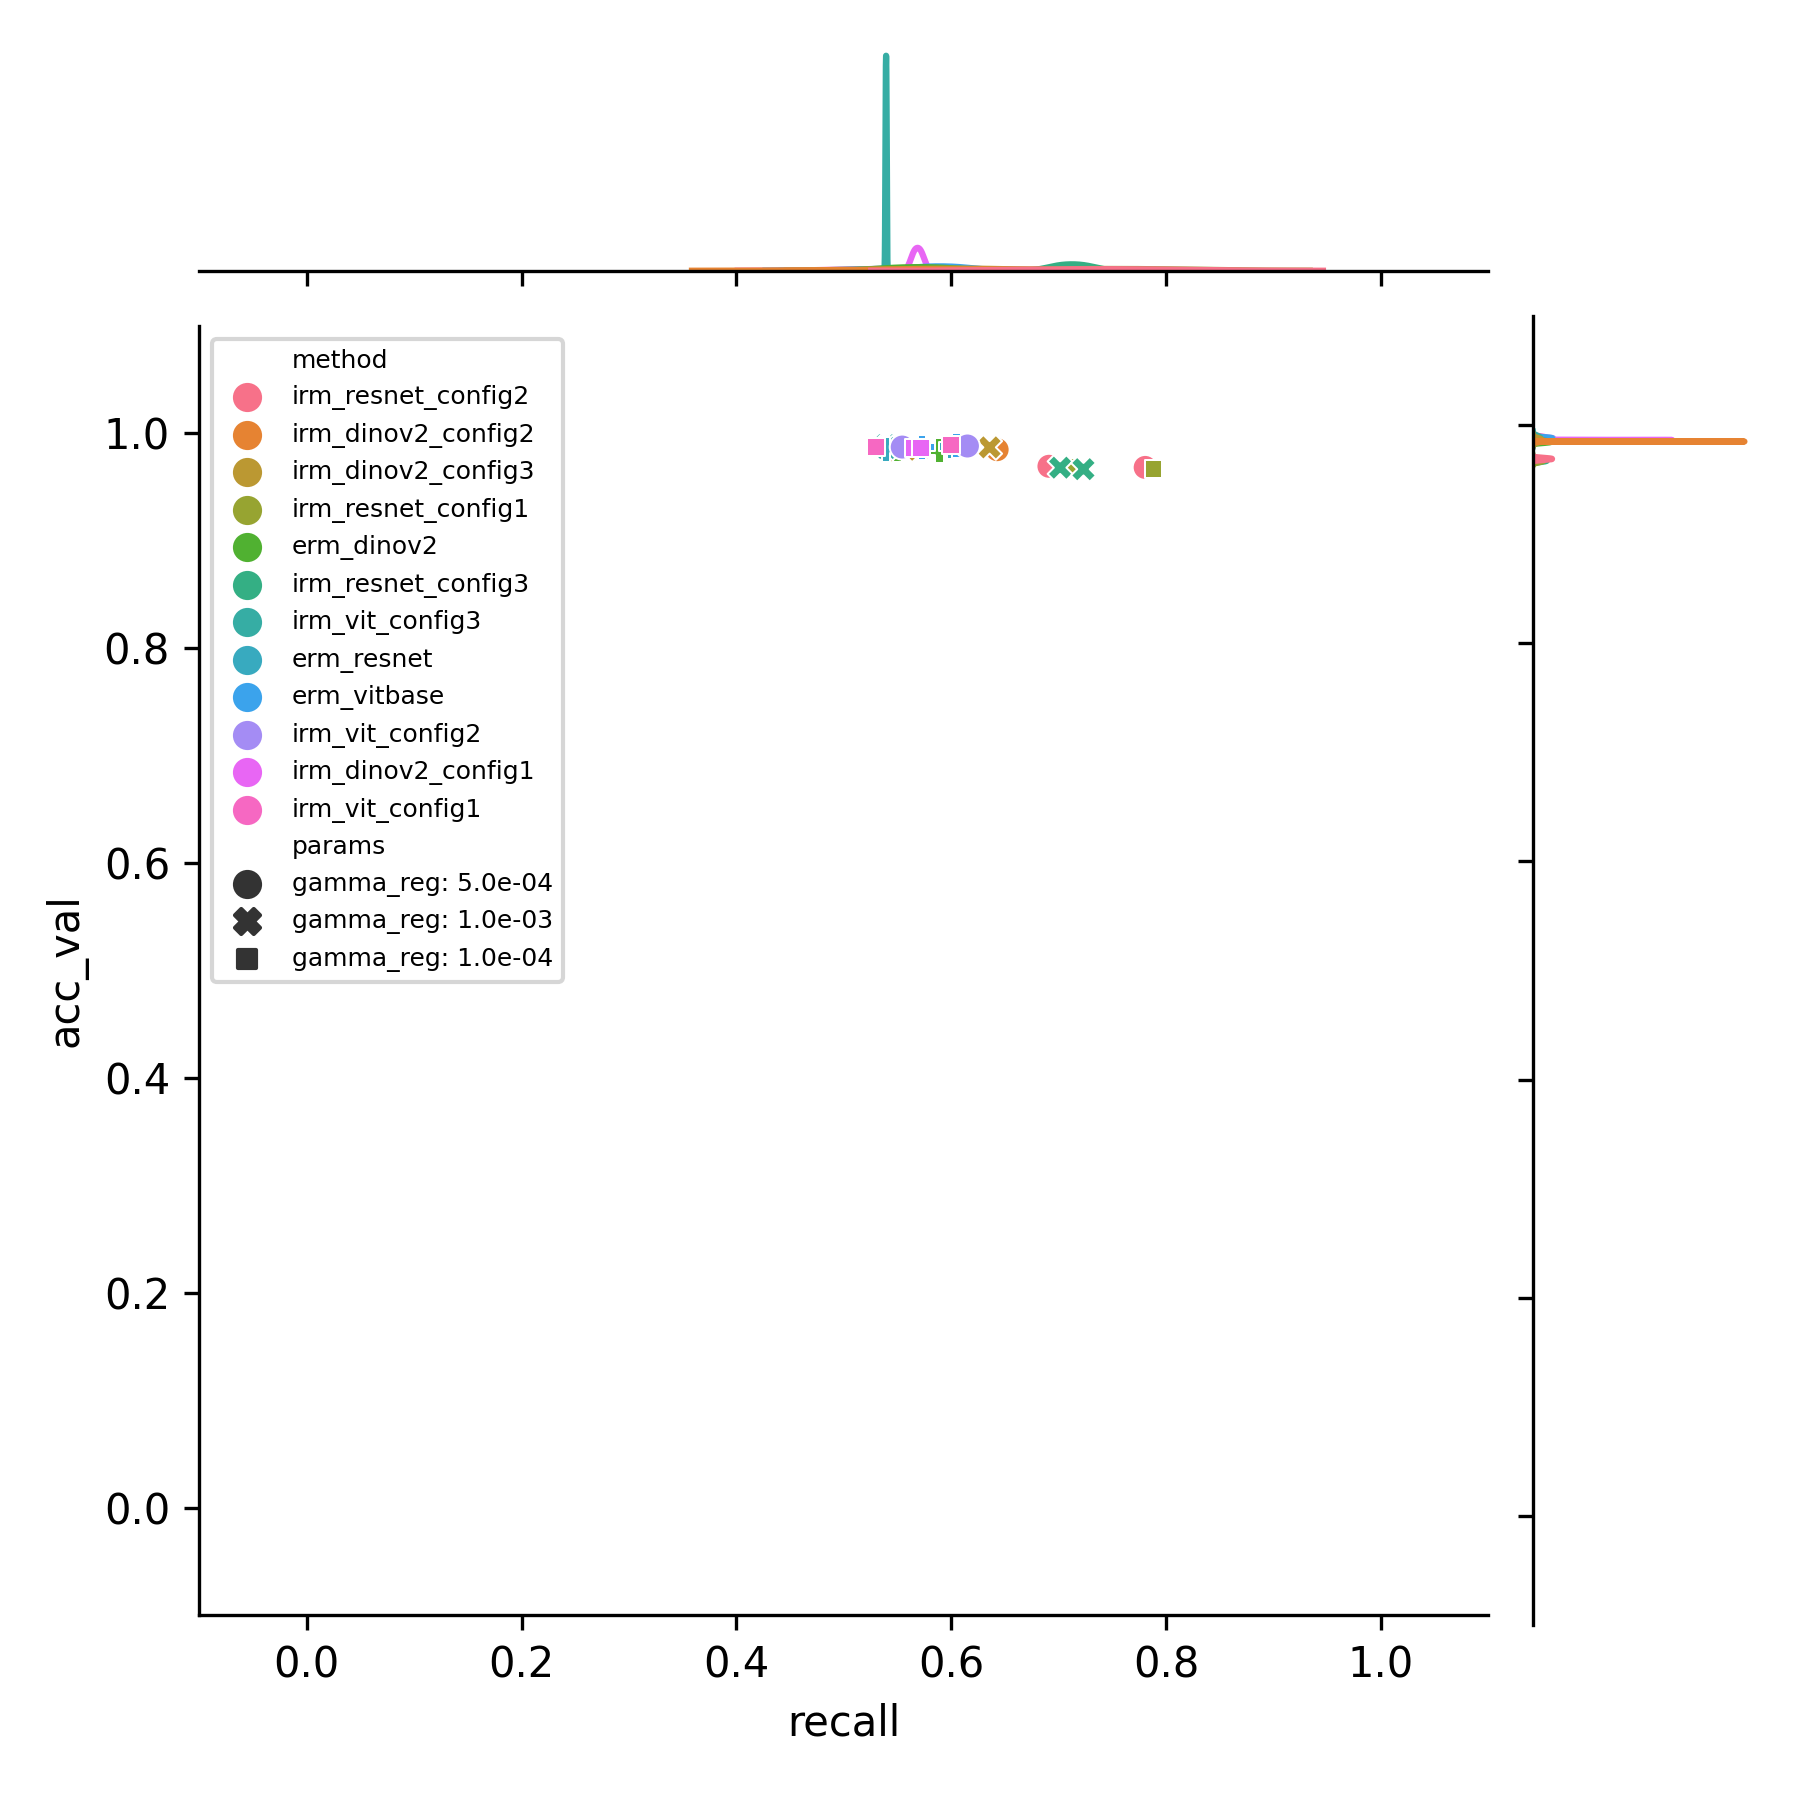 method
irm_resnet_config2
irm_dinov2_config2
irm_dinov2_config3
irm_resnet_config1
erm_dinov2
irm_resnet_config3
irm_vit_config3
erm_resnet
erm_vitbase
irm_vit_config2
irm_dinov2_config1
irm_vit_config1
params
gamma_reg: 5.0e-04
gamma_reg: 1.0e-03
gamma_reg: 1.0e-04
1.0
0.8
0.6
0.4
0.2
0.0
acc_val
0.0 0.2 0.4 0.6 0.8 1.0
recall